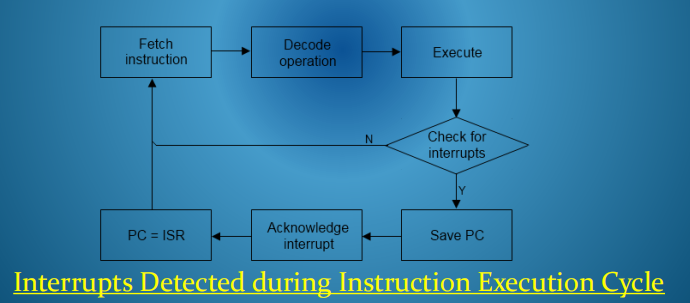 Fetch
instruction
Decode
operation
Execute
Check for
interrupts
N
Y
PC = ISR
Acknowledge
interrupt
Save PC
Interrupts Detected during Instruction Execution Cycle